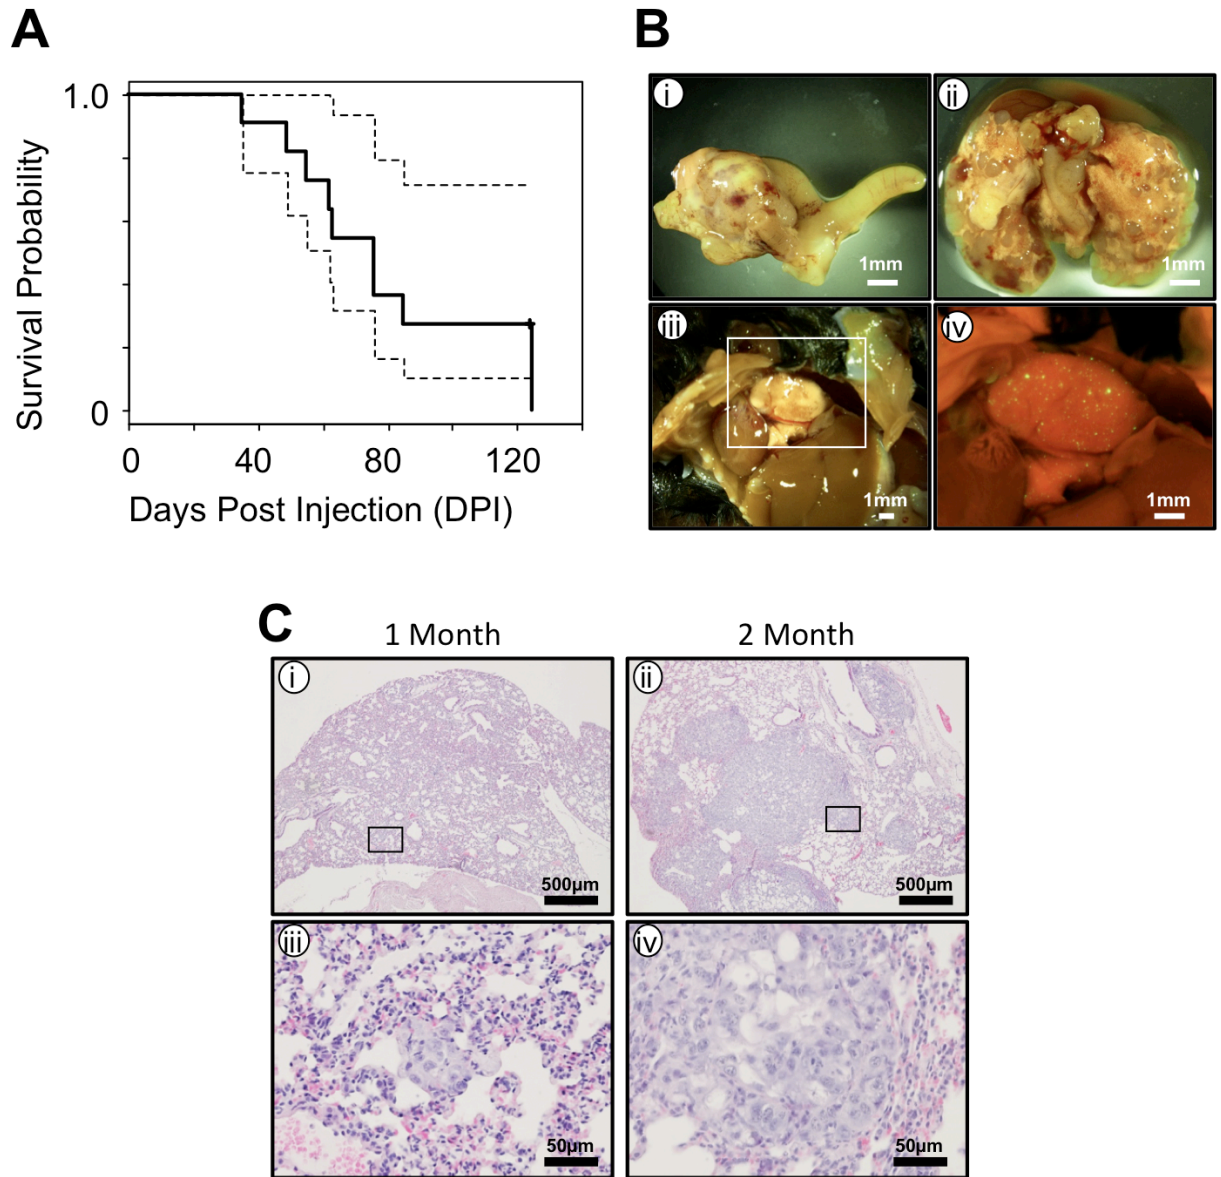 A
B
1.0
Survival Probability
0
0 40 80 120
Days Post Injection (DPI)
i
1mm
ii
1mm
iii
1mm
iv
1mm
C
1 Month
2 Month
i
500µm
ii
500µm
iii
50µm
iv
50µm